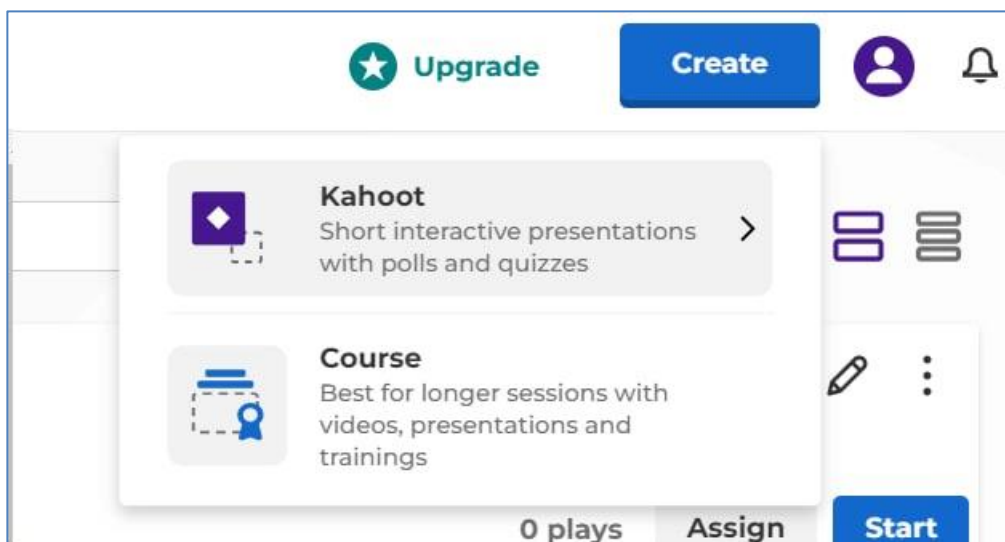 Upgrade
Create
Kahoot
Short interactive presentations
with polls and quizzes
Course
Best for longer sessions with
videos, presentations and
trainings
0 plays
Assign
Start